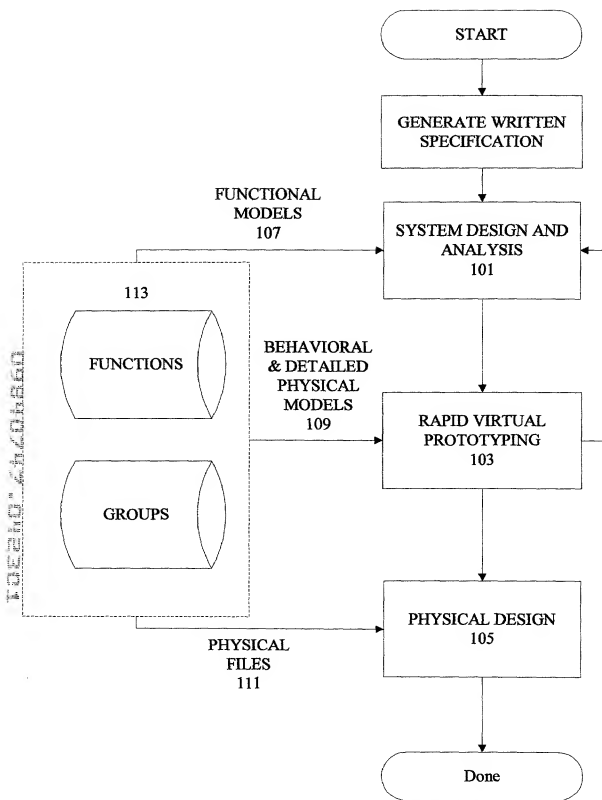 START
GENERATE WRITTEN
SPECIFICATION
FUNCTIONAL
MODELS
107
SYSTEM DESIGN AND
ANALYSIS
101
113
FUNCTIONS
BEHAVIORAL
& DETAILED
PHYSICAL
MODELS
109
RAPID VIRTUAL
PROTOTYPING
103
GROUPS
PHYSICAL DESIGN
105
PHYSICAL
FILES
111
Done